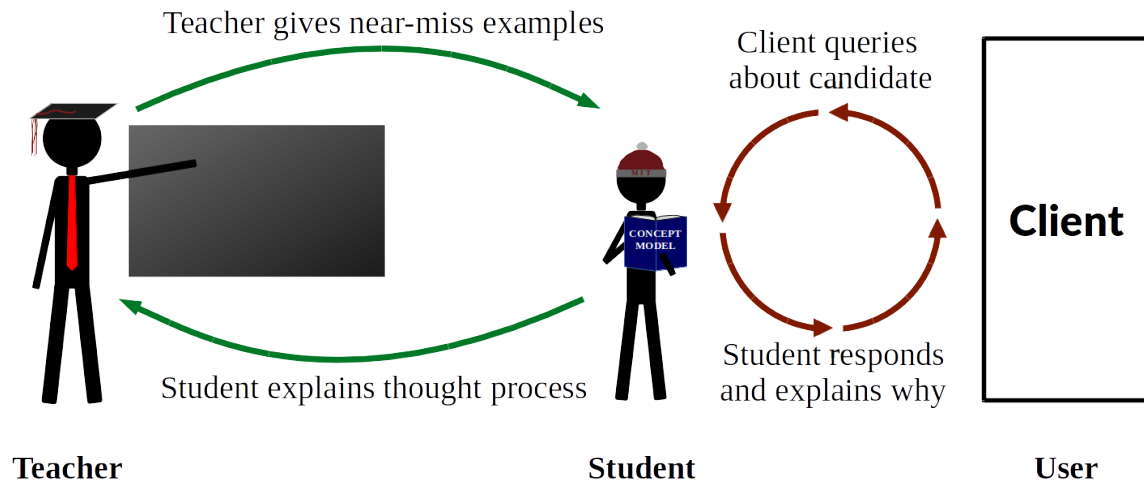 Teacher gives near-miss examples
Client queries
about candidate
MIT
CONCEPT
MODEL
Client
Student explains thought process
Student responds
and explains why
Teacher
Student
User